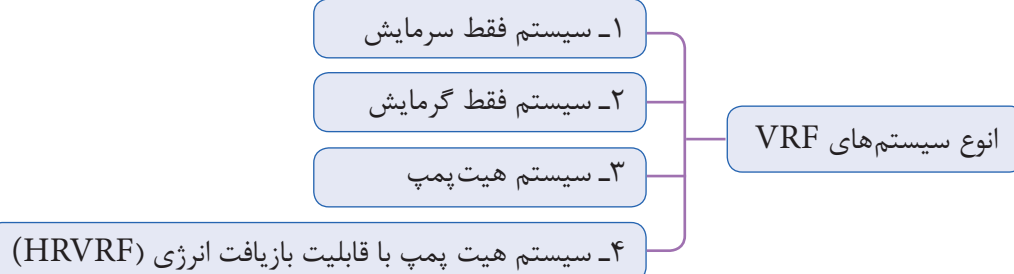 انوع سیستم‌های VRF
۱ـ سیستم فقط سرمایش
۲ـ سیستم فقط گرمایش
۳ـ سیستم هیت‌پمپ
۴ـ سیستم هیت پمپ با قابلیت بازیافت انرژی (HRVRF)